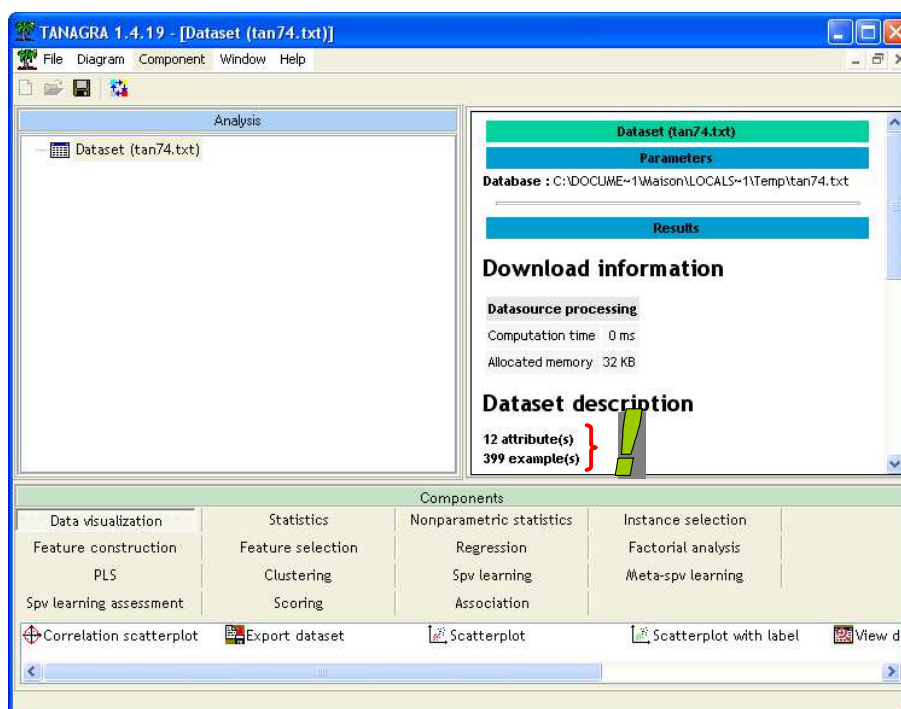 TANAGRA 1.4.19 - [Dataset (tan74.txt)]
File Diagram Component Window Help
Analysis
Dataset (tan74.txt)
Dataset (tan74.txt)
Parameters
Database : C:\DOCUME~1\Maison\LOCALS~1\Temp\tan74.txt
Results
Download information
Datasource processing
Computation time 0 ms
Allocated memory 32 KB
Dataset description
12 attribute(s)
399 example(s)
!
Components
Data visualization Statistics Nonparametric statistics Instance selection
Feature construction Feature selection Regression Factorial analysis
PLS Clustering Spv learning Meta-spv learning
Spv learning assessment Scoring Association
Correlation scatterplot Export dataset Scatterplot Scatterplot with label View d